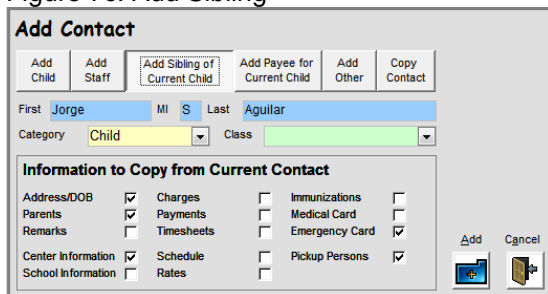 Figure 16: Add Sibling
Add Contact
Add Child Add Staff Add Sibling of Current Child Add Payee for Current Child Add Other Copy Contact
First Jorge MI S Last Aguilar
Category Child Class
Information to Copy from Current Contact
Address/DOB Charges Immunizations
Parents Payments Medical Card
Remarks Timesheets Emergency Card
Center Information Schedule Pickup Persons
School Information Rates
Add Cancel